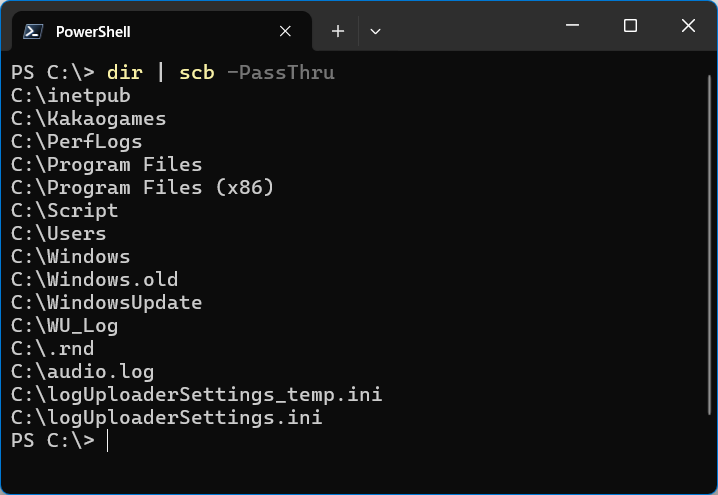 PowerShell
PS C:\> dir | scb -PassThru
C:\inetpub
C:\Kakaogames
C:\PerfLogs
C:\Program Files
C:\Program Files (x86)
C:\Script
C:\Users
C:\Windows
C:\Windows.old
C:\WindowsUpdate
C:\WU_Log
C:\.rnd
C:\audio.log
C:\logUploaderSettings_temp.ini
C:\logUploaderSettings.ini
PS C:\>